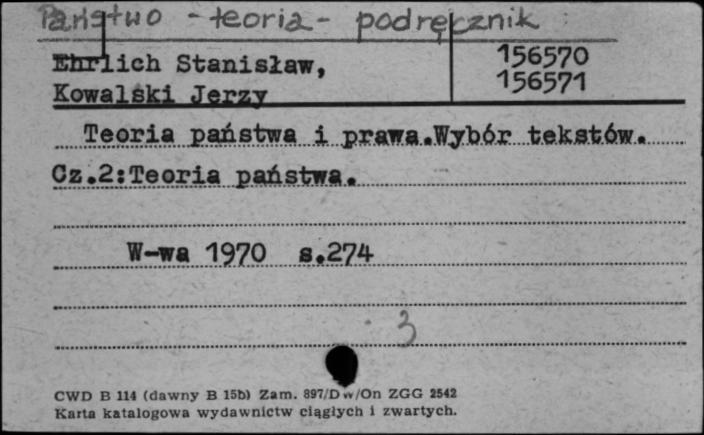 Państwo - teoria - podręcznik
Ehrlich Stanisław,
156570
Kowalski Jerzy
156571
Teoria państwa i prawa.Wybór tekstów.
Cz.2:Teoria państwa.
W-wa 1970 s.274
3
CWD B 114 (dawny B 15b) Zam. 897/DW/On ZGG 2542
Karta katalogowa wydawnictw ciągłych i zwartych.